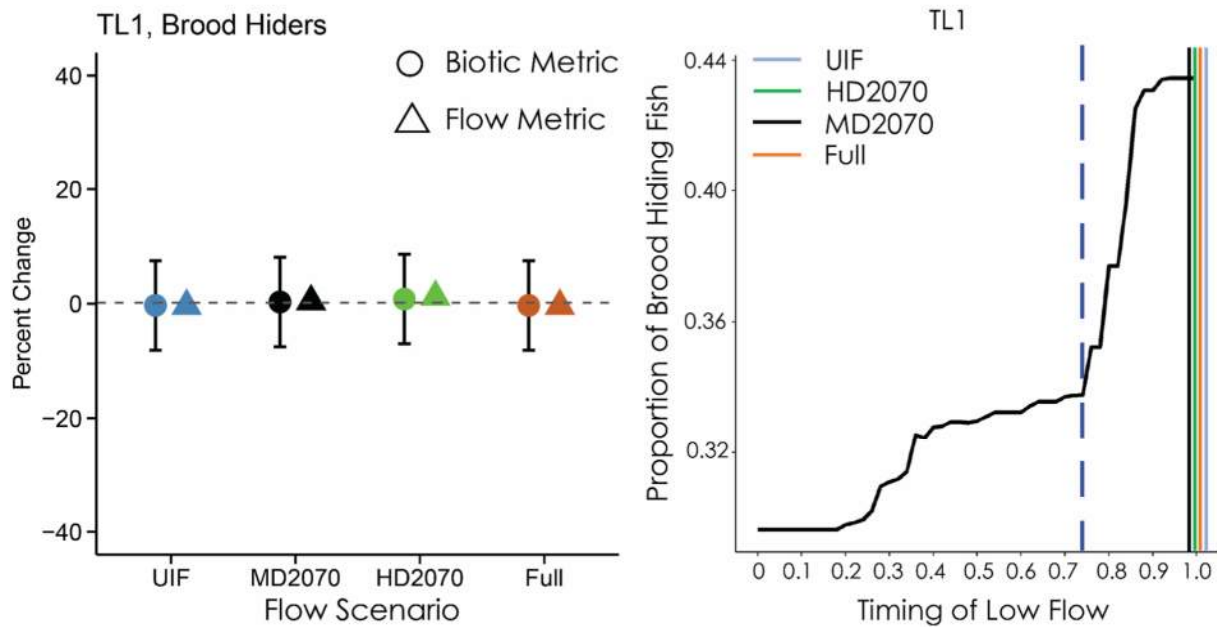 TL1, Brood Hiders
Biotic Metric
Flow Metric
Percent Change
40
20
0
−20
−40
UIF MD2070 HD2070 Full
Flow Scenario
TL1
UIF
HD2070
MD2070
Full
Proportion of Brood Hiding Fish
0.44
0.40
0.36
0.32
0 0.1 0.2 0.3 0.4 0.5 0.6 0.7 0.8 0.9 1.0
Timing of Low Flow